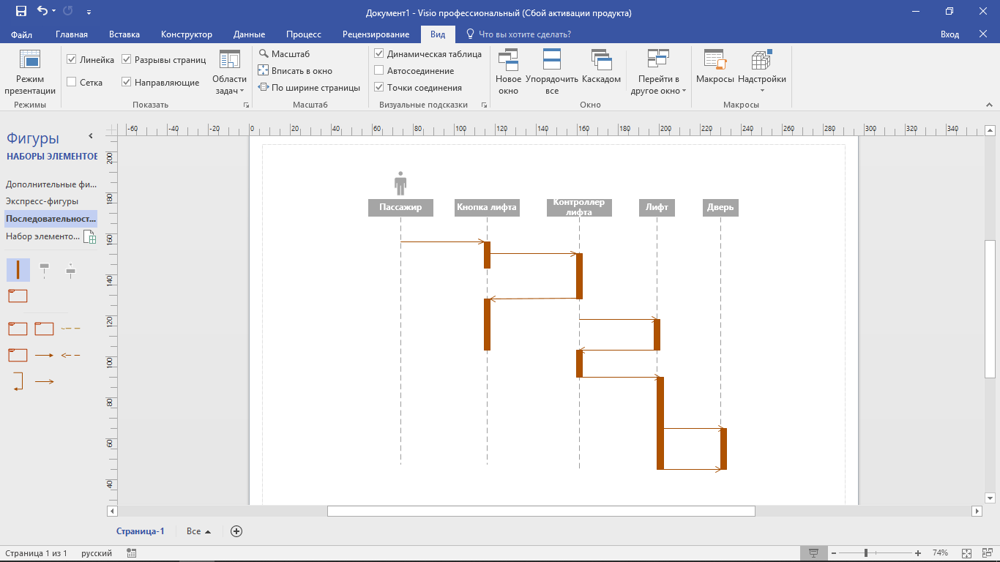 Документ1 - Visio профессиональный (Сбой активации продукта)
Файл Главная Вставка Конструктор Данные Процесс Рецензирование Вид Что вы хотите сделать? Вход
Режим презентации
Режимы
Линейка
Разрывы страниц
Сетка
Направляющие
Области задач
Показать
Масштаб
Вписать в окно
По ширине страницы
Масштаб
Динамическая таблица
Автосоединение
Точки соединения
Визуальные подсказки
Новое окно
Упорядочить все
Каскадом
Перейти в другое окно
Окно
Макросы
Надстройки
Макросы
Фигуры
НАБОРЫ ЭЛЕМЕНТОВ
Дополнительные фи...
Экспресс-фигуры
Последовательност...
Набор элементо...
-60 -40 -20 0 20 40 60 80 100 120 140 160 180 200 220 240 260 280 300 320 340
200
180
160
140
120
100
80
60
40
Пассажир
Кнопка лифта
Контроллер
лифта
Лифт
Дверь
Страница-1 Все
Страница 1 из 1 русский 74%